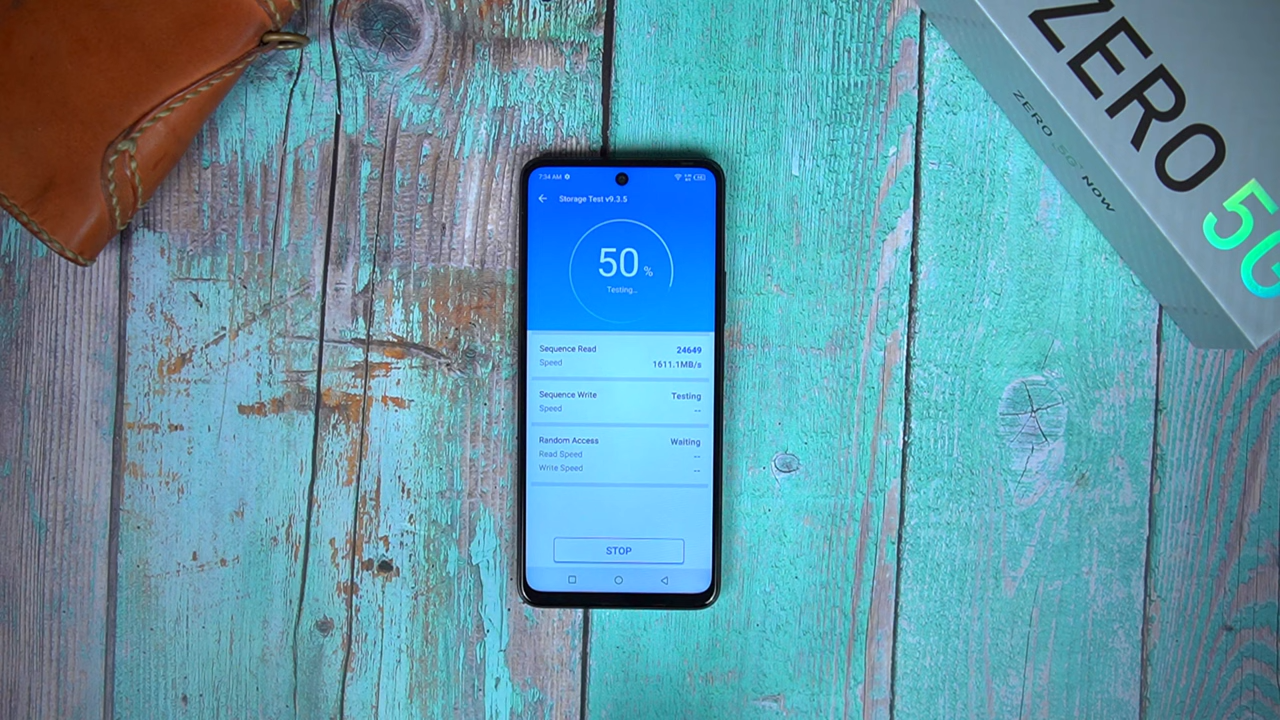 7:34 AM
Storage Test v9.3.5
50 %
Testing...
Sequence Read 24649
Speed 1611.1MB/s
Sequence Write Testing
Speed --
Random Access Waiting
Read Speed --
Write Speed --
STOP
ZERO 5G
ZERO 5G NOW